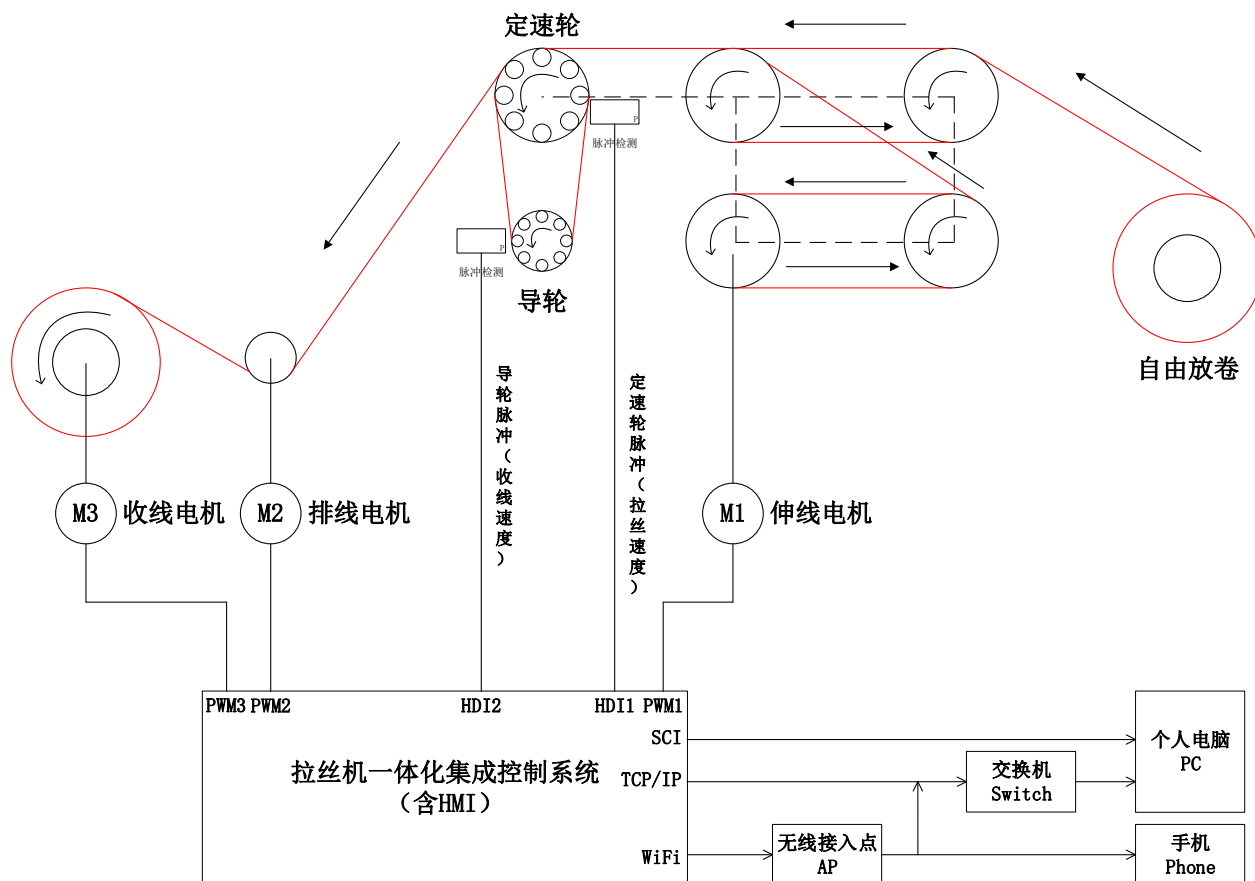 定速轮
P
脉冲检测
P
脉冲检测
导轮
自由放卷
导轮脉冲（收线速度）
定速轮脉冲（拉丝速度）
M3 收线电机
M2 排线电机
M1 伸线电机
PWM3 PWM2 HDI2 HDI1 PWM1
SCI
TCP/IP
WiFi
拉丝机一体化集成控制系统
（含HMI）
个人电脑
PC
交换机
Switch
无线接入点
AP
手机
Phone